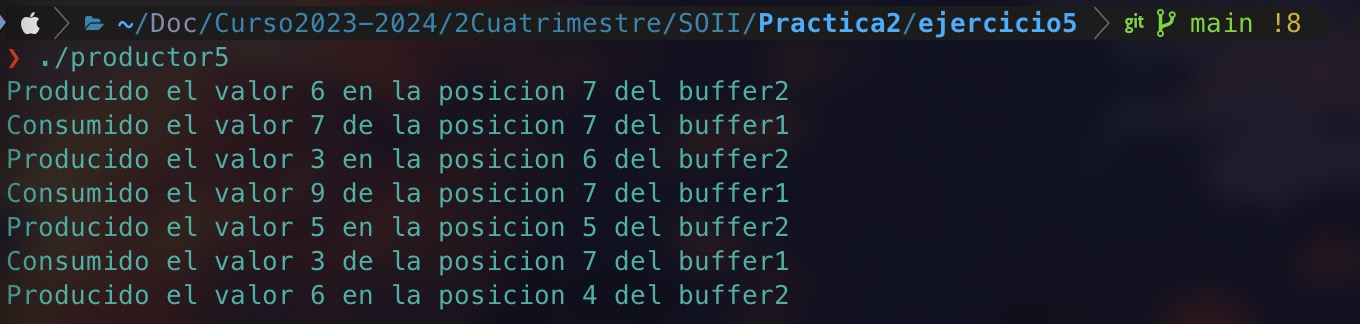 ~/Doc/Curso2023-2024/2Cuatrimestre/SOII/Practica2/ejercicio5 git main !8
❯ ./productor5
Producido el valor 6 en la posicion 7 del buffer2
Consumido el valor 7 de la posicion 7 del buffer1
Producido el valor 3 en la posicion 6 del buffer2
Consumido el valor 9 de la posicion 7 del buffer1
Producido el valor 5 en la posicion 5 del buffer2
Consumido el valor 3 de la posicion 7 del buffer1
Producido el valor 6 en la posicion 4 del buffer2